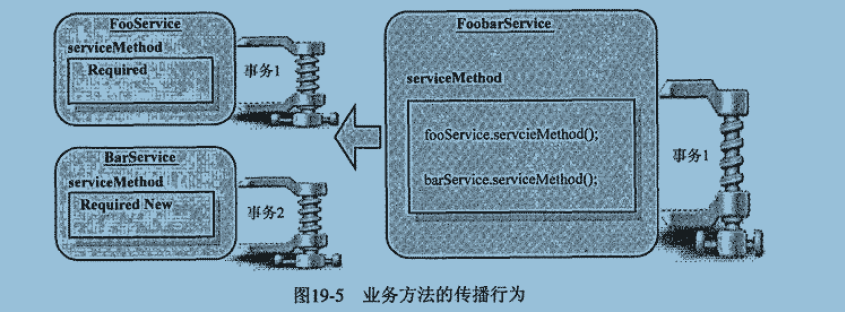 FooService
serviceMethod
Required
事务1
BarService
serviceMethod
Required New
事务2
FoobarService
serviceMethod
fooService.servcieMethod();
barService.serviceMethod();
事务1
图19-5 业务方法的传播行为